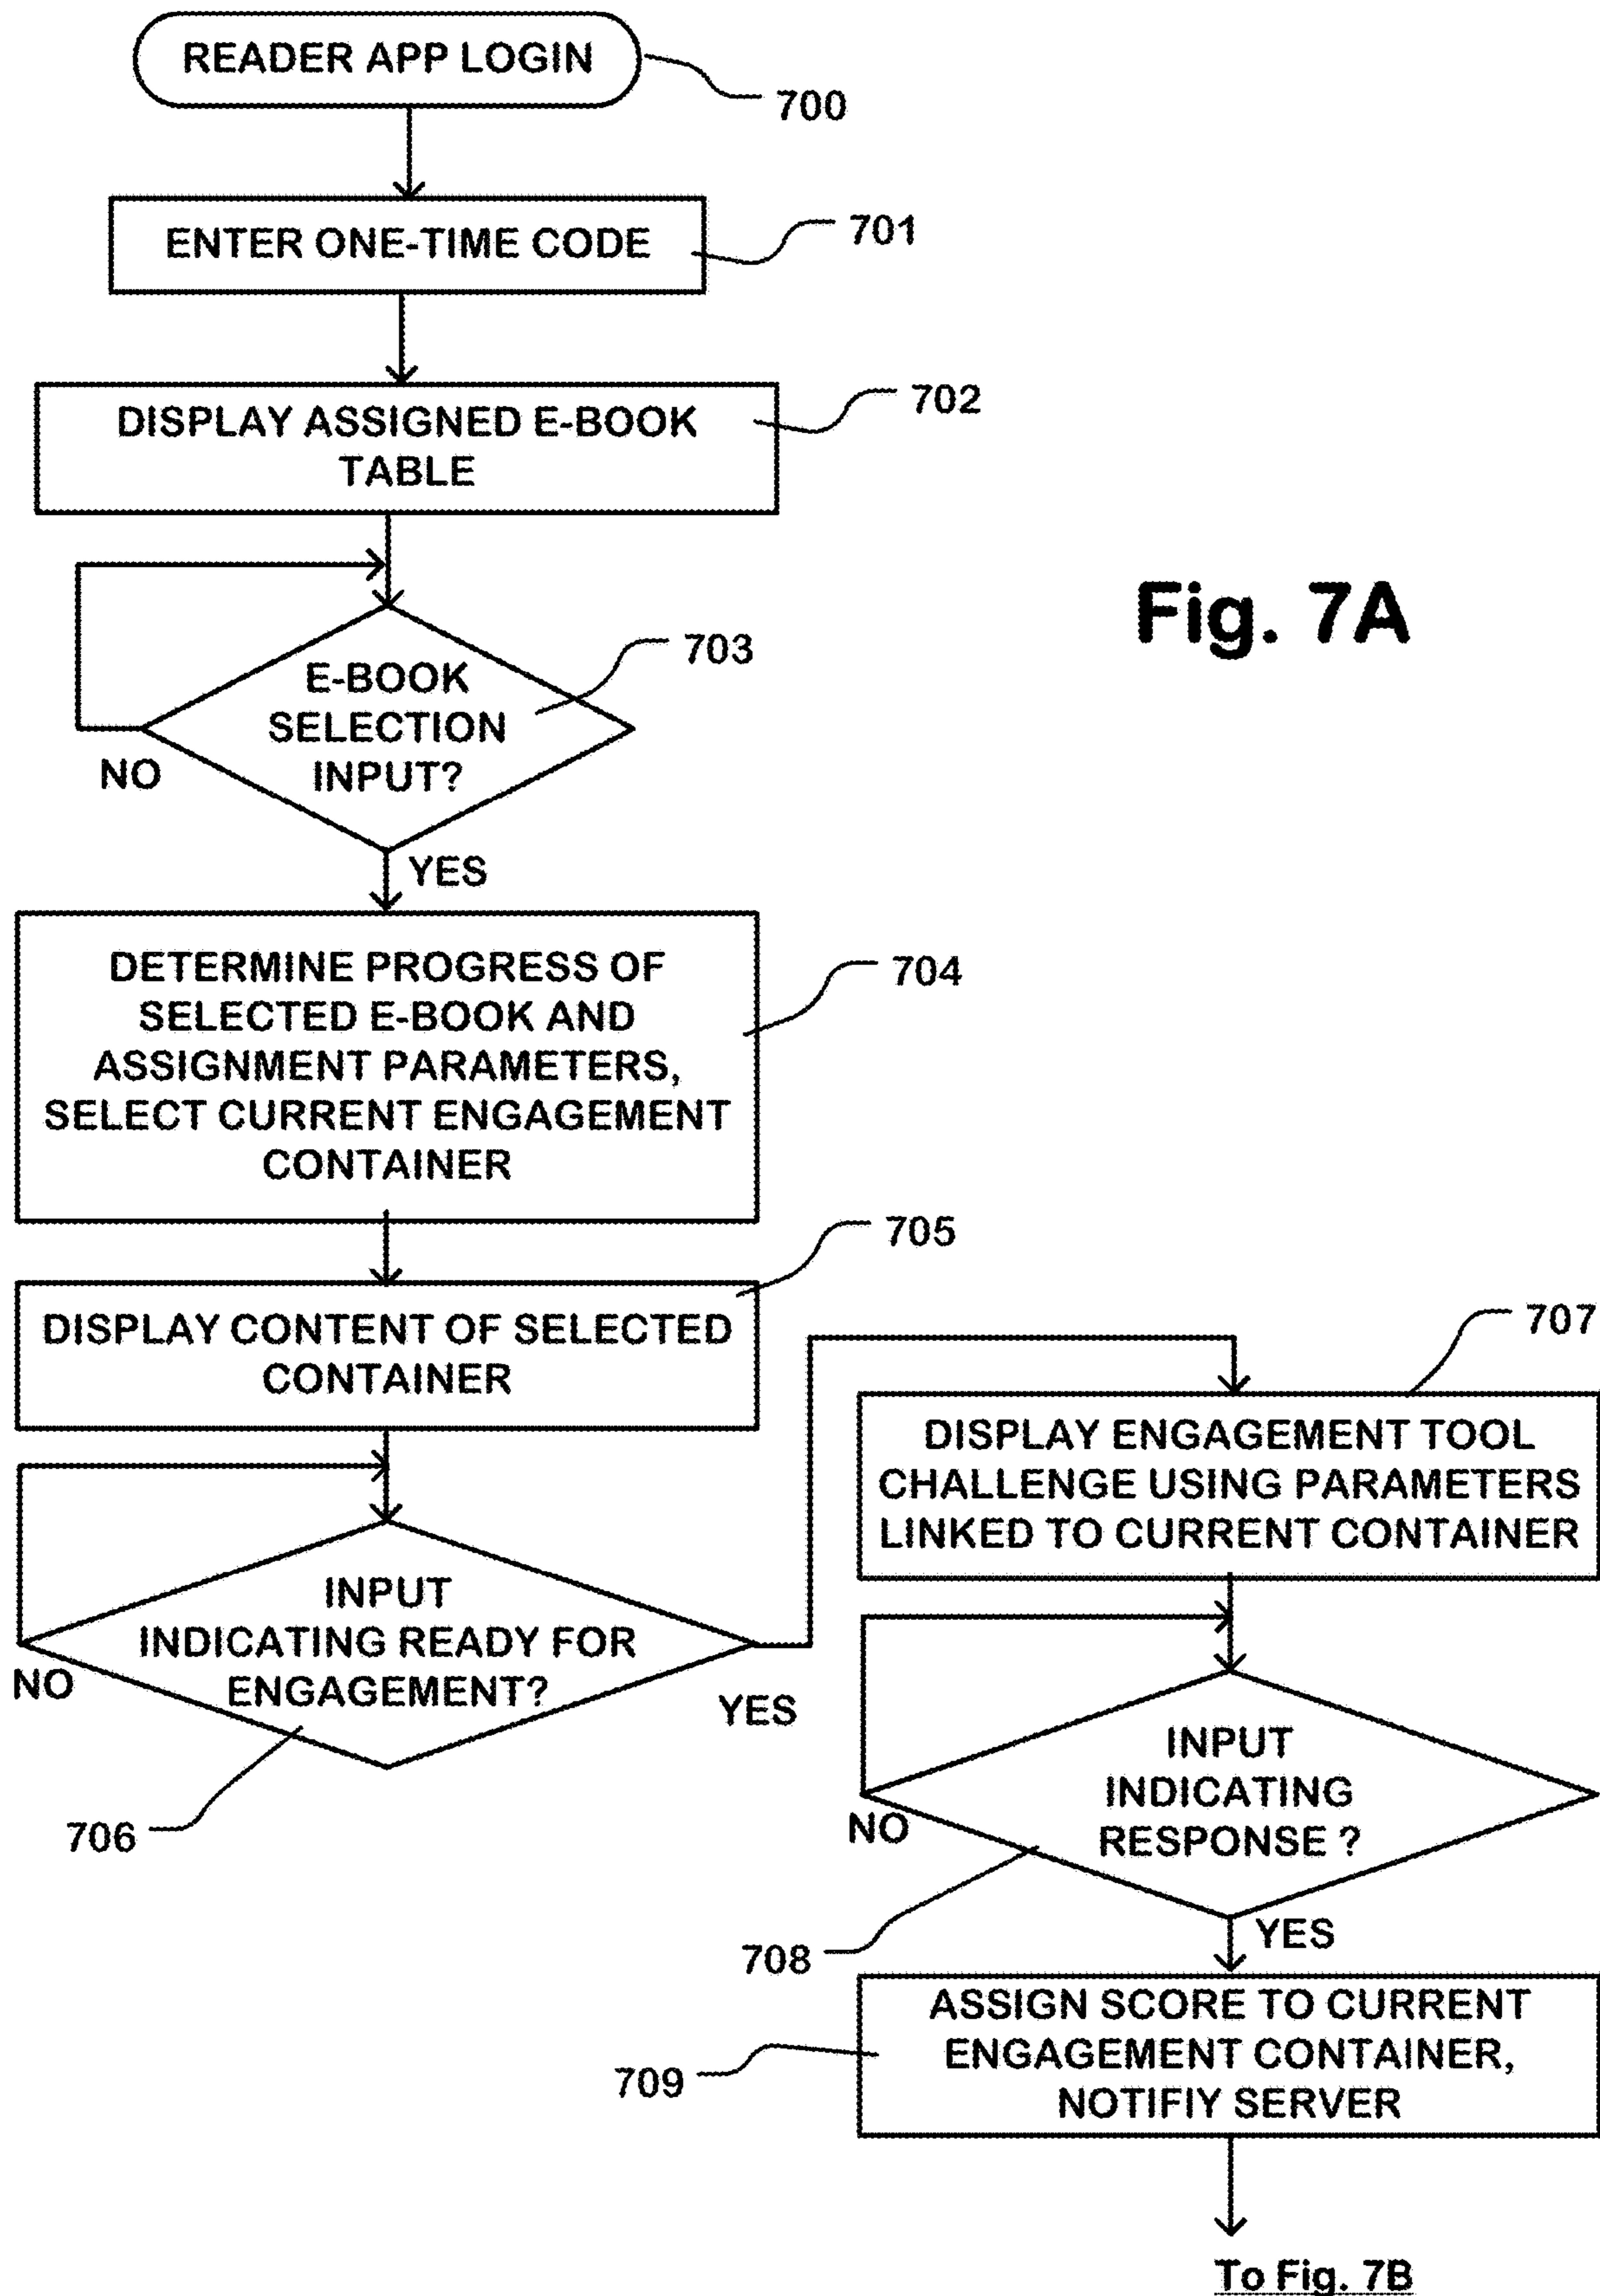 READER APP LOGIN
700
ENTER ONE-TIME CODE
701
DISPLAY ASSIGNED E-BOOK
TABLE
702
Fig. 7A
E-BOOK
SELECTION
INPUT?
703
NO
YES
DETERMINE PROGRESS OF
SELECTED E-BOOK AND
ASSIGNMENT PARAMETERS,
SELECT CURRENT ENGAGEMENT
CONTAINER
704
DISPLAY CONTENT OF SELECTED
CONTAINER
705
INPUT
INDICATING READY FOR
ENGAGEMENT?
NO
YES
706
707
DISPLAY ENGAGEMENT TOOL
CHALLENGE USING PARAMETERS
LINKED TO CURRENT CONTAINER
INPUT
INDICATING
RESPONSE ?
NO
708
YES
ASSIGN SCORE TO CURRENT
ENGAGEMENT CONTAINER,
NOTIFIY SERVER
709
To Fig. 7B